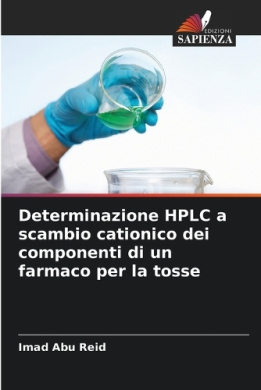 EDIZIONI
SAPIENZA
Determinazione HPLC a
scambio cationico dei
componenti di un
farmaco per la tosse
Imad Abu Reid